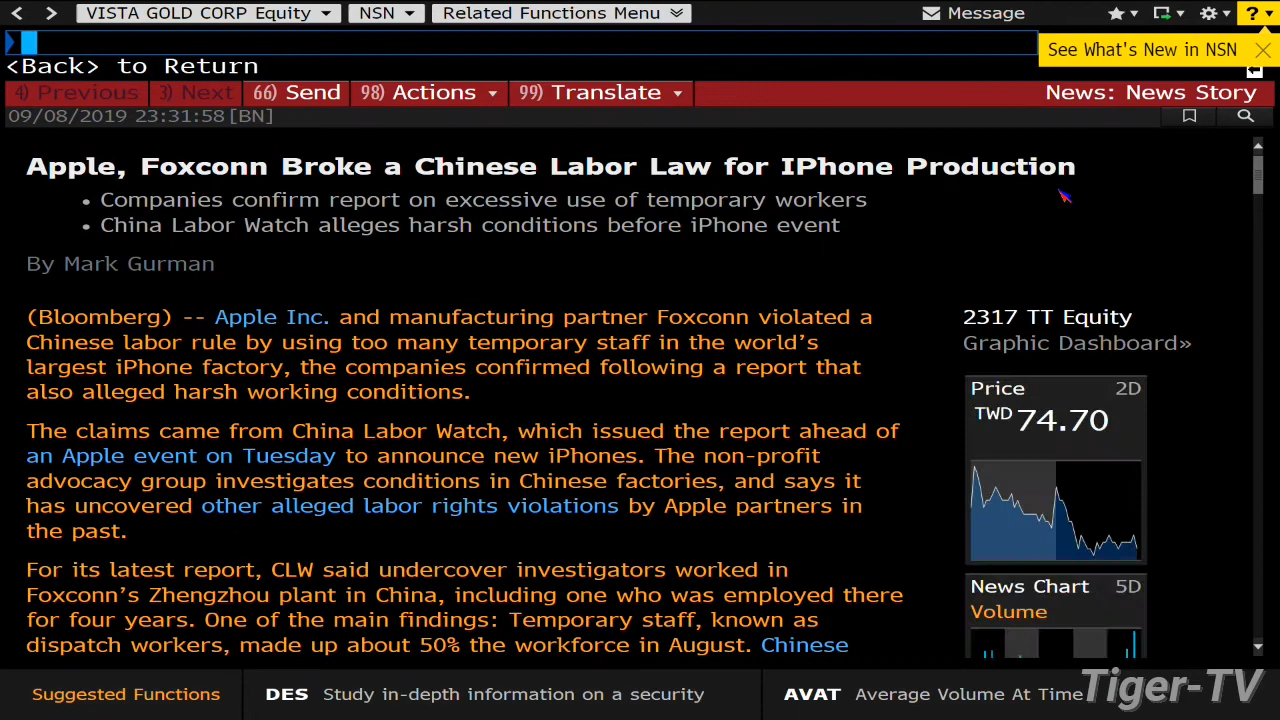 VISTA GOLD CORP Equity NSN Related Functions Menu Message ?
See What's New in NSN
<Back> to Return
4) Previous 3) Next 66) Send 98) Actions 99) Translate News: News Story
09/08/2019 23:31:58 [BN]
Apple, Foxconn Broke a Chinese Labor Law for IPhone Production
• Companies confirm report on excessive use of temporary workers
• China Labor Watch alleges harsh conditions before iPhone event
By Mark Gurman
(Bloomberg) -- Apple Inc. and manufacturing partner Foxconn violated a
Chinese labor rule by using too many temporary staff in the world's
largest iPhone factory, the companies confirmed following a report that
also alleged harsh working conditions.
The claims came from China Labor Watch, which issued the report ahead of
an Apple event on Tuesday to announce new iPhones. The non-profit
advocacy group investigates conditions in Chinese factories, and says it
has uncovered other alleged labor rights violations by Apple partners in
the past.
For its latest report, CLW said undercover investigators worked in
Foxconn's Zhengzhou plant in China, including one who was employed there
for four years. One of the main findings: Temporary staff, known as
dispatch workers, made up about 50% the workforce in August. Chinese
2317 TT Equity
Graphic Dashboard»
Price 2D
TWD 74.70
News Chart 5D
Volume
Suggested Functions DES Study in-depth information on a security AVAT Average Volume At Time
Tiger-TV